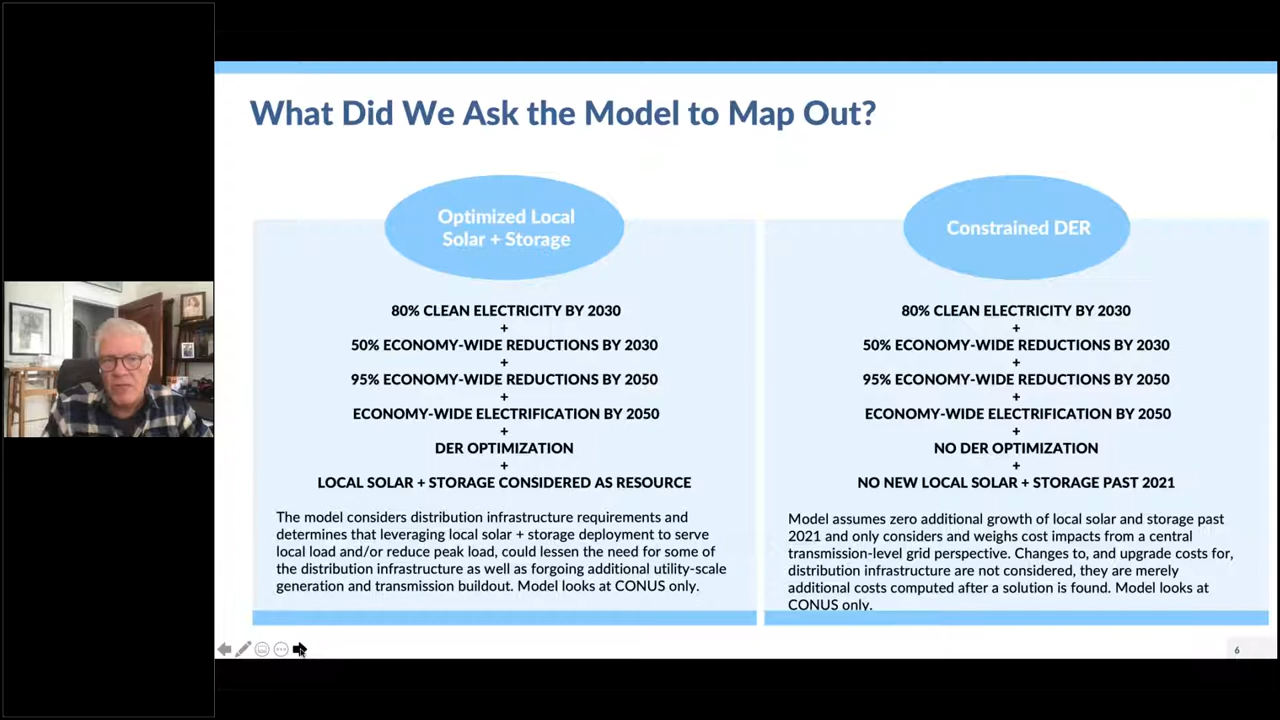 What Did We Ask the Model to Map Out?
Optimized Local
Solar + Storage
80% CLEAN ELECTRICITY BY 2030
+
50% ECONOMY-WIDE REDUCTIONS BY 2030
+
95% ECONOMY-WIDE REDUCTIONS BY 2050
+
ECONOMY-WIDE ELECTRIFICATION BY 2050
+
DER OPTIMIZATION
+
LOCAL SOLAR + STORAGE CONSIDERED AS RESOURCE
The model considers distribution infrastructure requirements and
determines that leveraging local solar + storage deployment to serve
local load and/or reduce peak load, could lessen the need for some of
the distribution infrastructure as well as forgoing additional utility-scale
generation and transmission buildout. Model looks at CONUS only.
Constrained DER
80% CLEAN ELECTRICITY BY 2030
+
50% ECONOMY-WIDE REDUCTIONS BY 2030
+
95% ECONOMY-WIDE REDUCTIONS BY 2050
+
ECONOMY-WIDE ELECTRIFICATION BY 2050
+
NO DER OPTIMIZATION
+
NO NEW LOCAL SOLAR + STORAGE PAST 2021
Model assumes zero additional growth of local solar and storage past
2021 and only considers and weighs cost impacts from a central
transmission-level grid perspective. Changes to, and upgrade costs for,
distribution infrastructure are not considered, they are merely
additional costs computed after a solution is found. Model looks at
CONUS only.
6